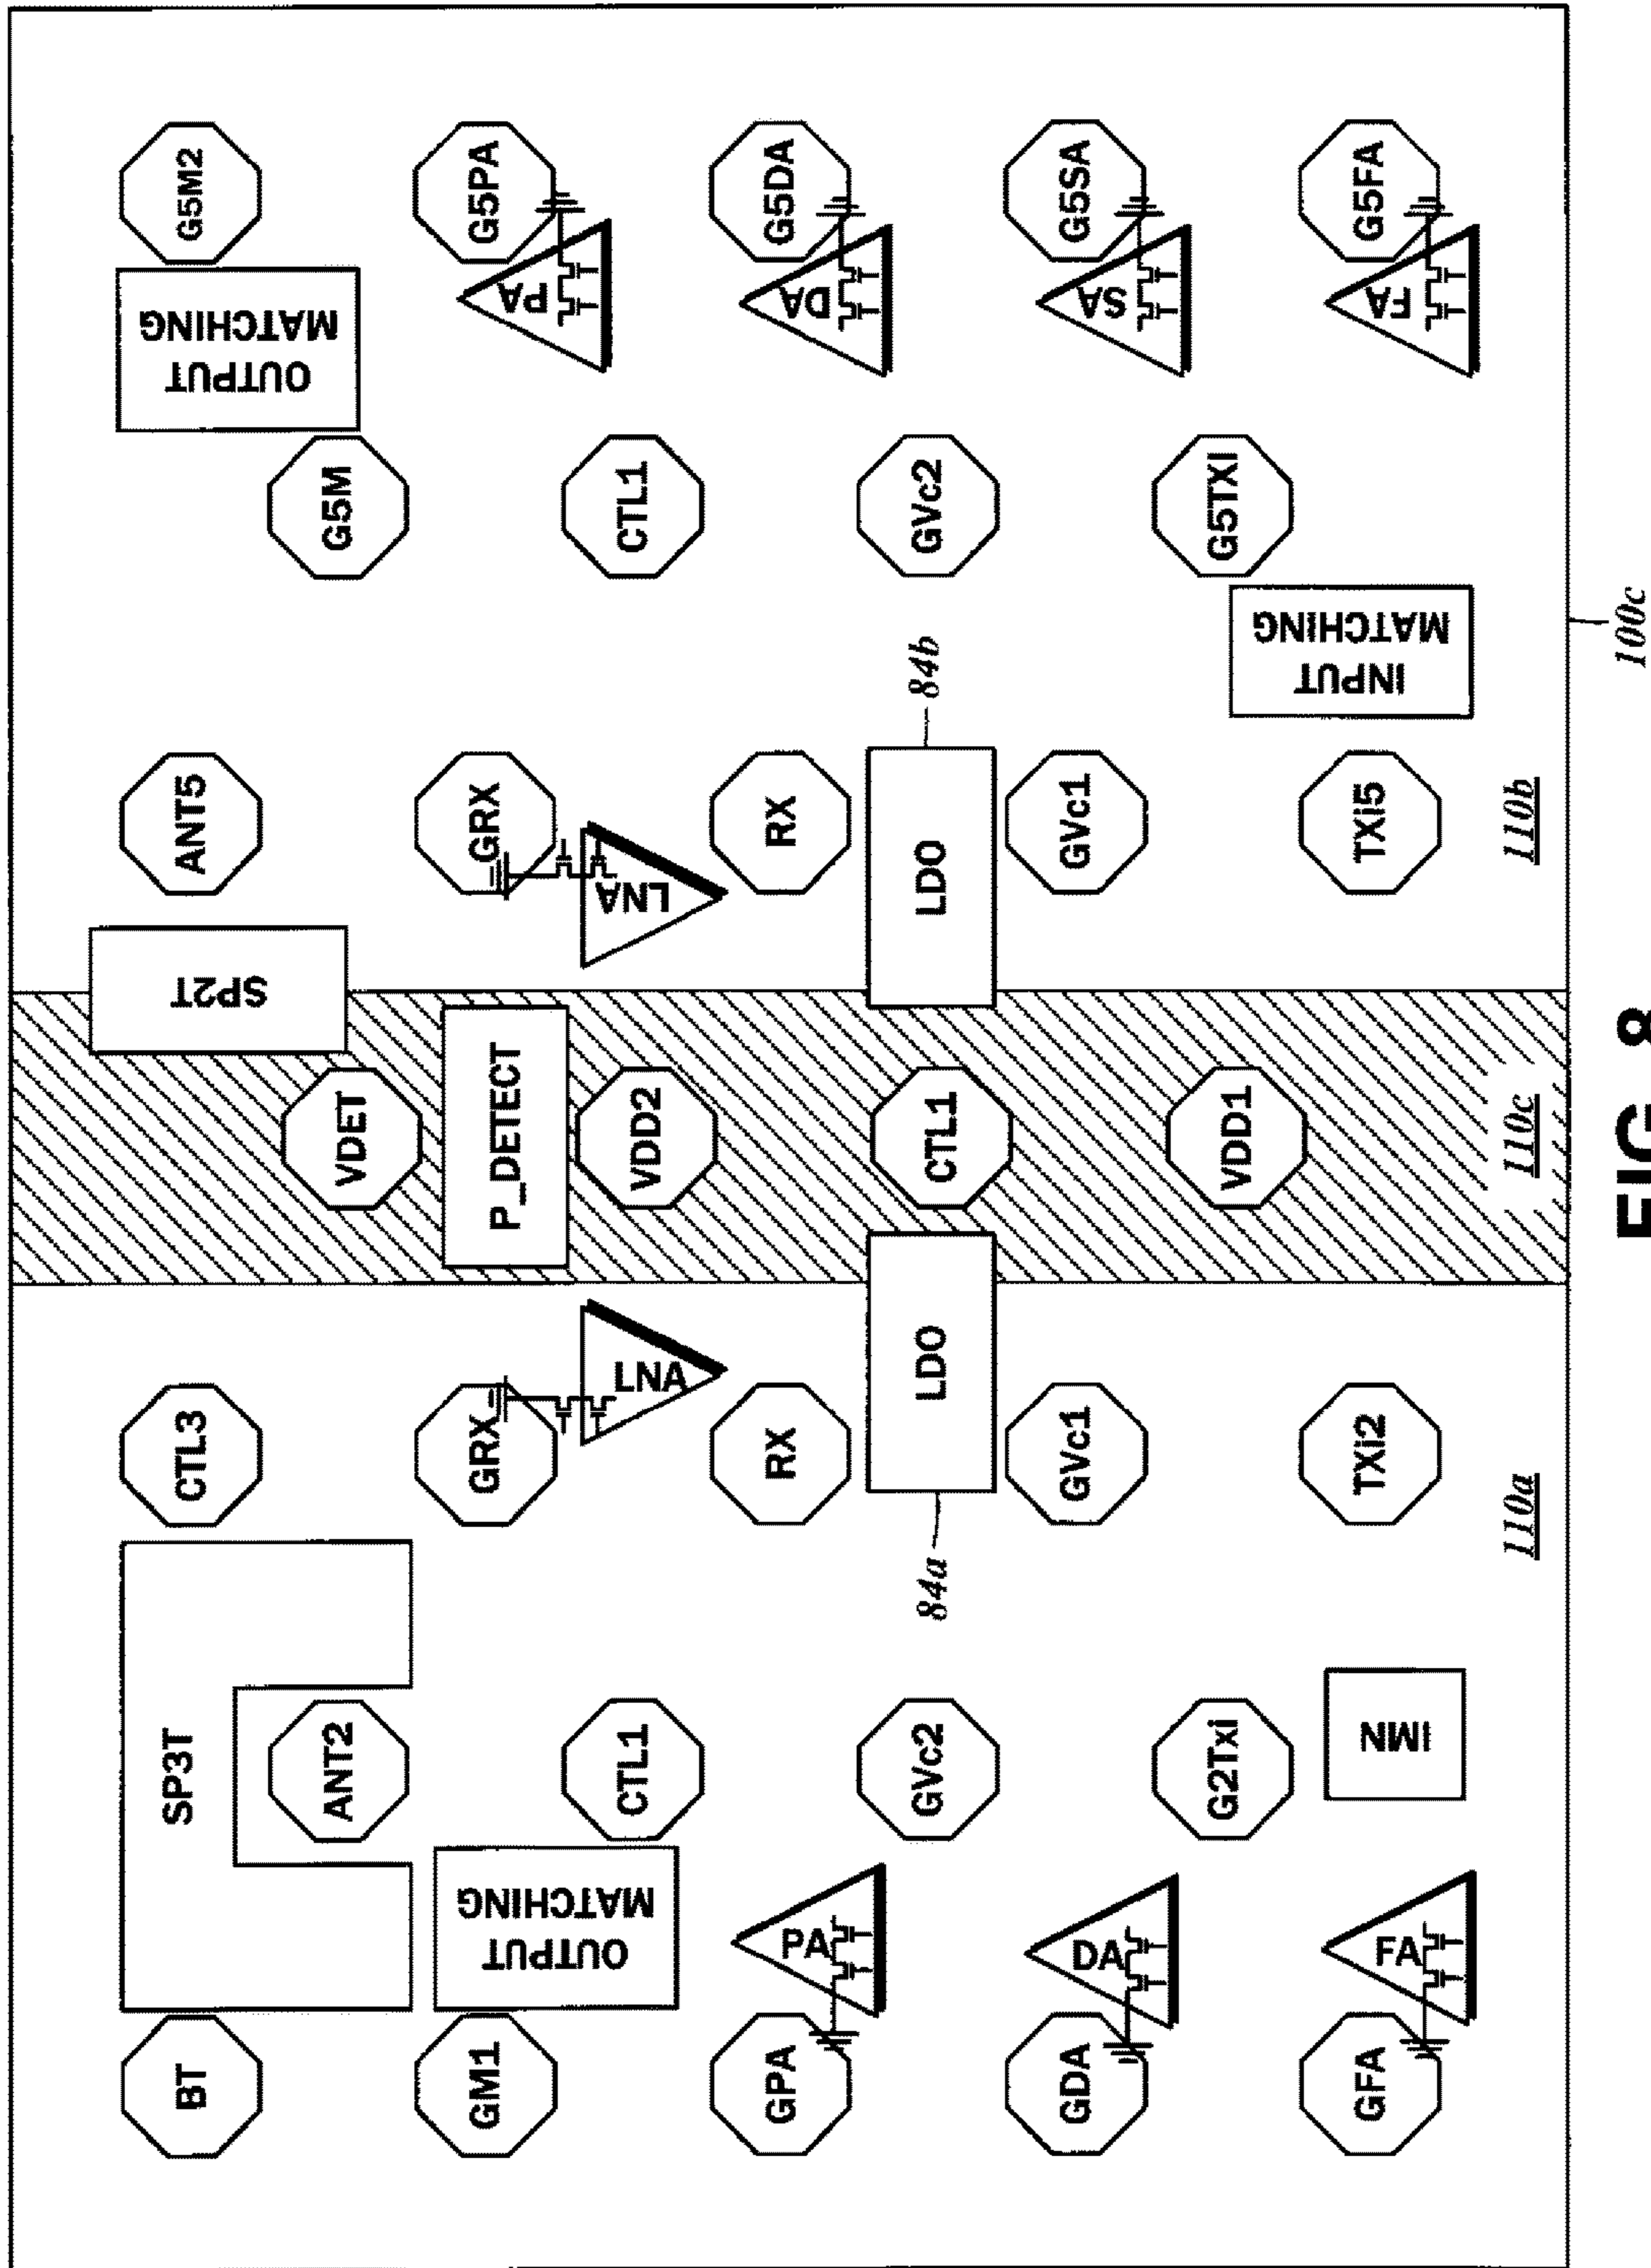 BT
SP3T
CTL3
SP2T
ANT5
OUTPUT
MATCHING
G5M2
ANT2
VDET
G5M
GM1
OUTPUT
MATCHING
GRX
P_DETECT
GRX
PA
G5PA
CTL1
LNA
VDD2
LNA
CTL1
GPA
PA
RX
RX
DA
G5DA
GVc2
84a
LDO
CTL1
LDO
84b
GVc2
GDA
DA
GVc1
GVc1
SA
G5SA
G2Txi
VDD1
G5TXI
GFA
FA
IMN
TXi2
TXi5
INPUT
MATCHING
FA
G5FA
110a
110c
110b
100c
FIG. 8